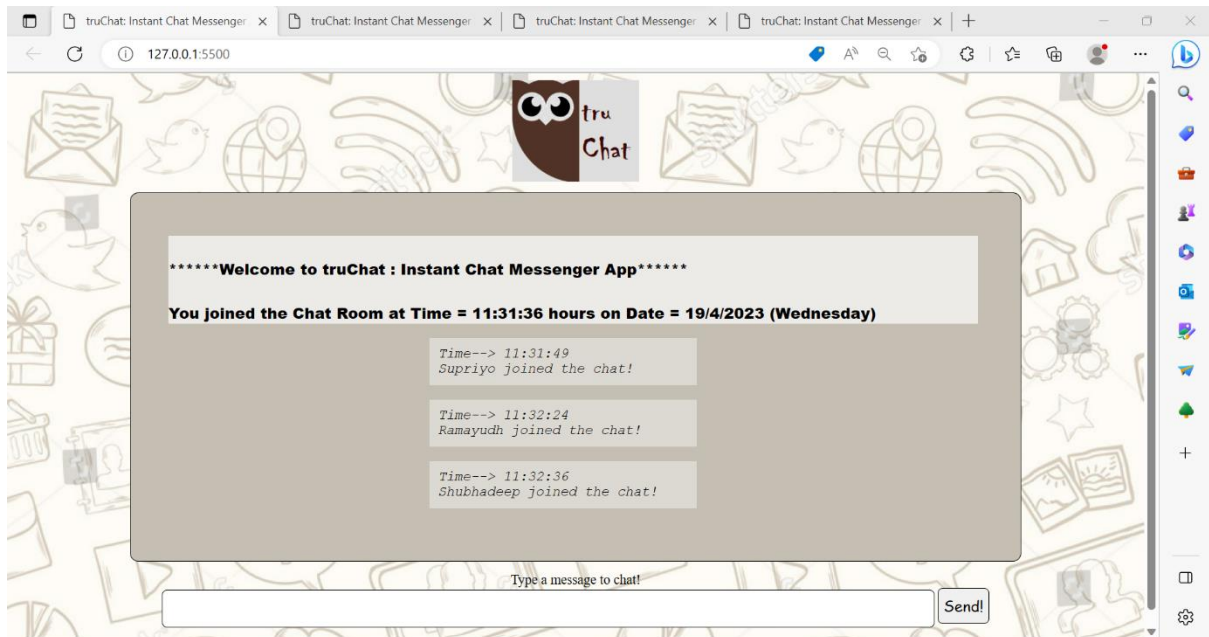 truChat: Instant Chat Messenger
truChat: Instant Chat Messenger
truChat: Instant Chat Messenger
truChat: Instant Chat Messenger
127.0.0.1:5500
tru
Chat
******Welcome to truChat : Instant Chat Messenger App******
You joined the Chat Room at Time = 11:31:36 hours on Date = 19/4/2023 (Wednesday)
Time--> 11:31:49
Supriyo joined the chat!
Time--> 11:32:24
Ramayudh joined the chat!
Time--> 11:32:36
Shubhadeep joined the chat!
Type a message to chat!
Send!